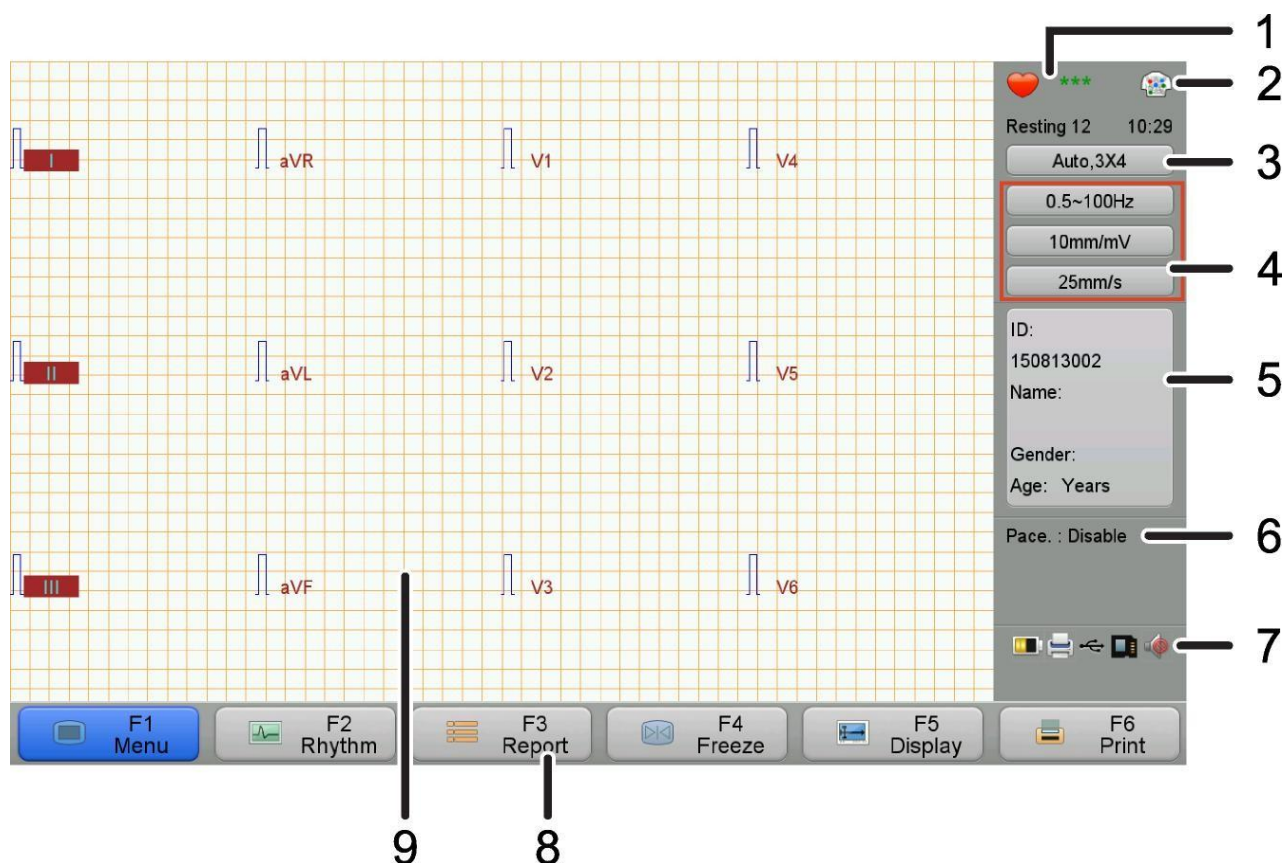 1
*** 2
Resting 12 10:29
Auto,3X4 3
0.5~100Hz
10mm/mV
25mm/s 4
I aVR V1 V4
ID:
150813002
Name:
5
II aVL V2 V5
Gender:
Age: Years
Pace. : Disable 6
III aVF V3 V6
7
F1 F2 F3 F4 F5 F6
Menu Rhythm Report Freeze Display Print
9 8